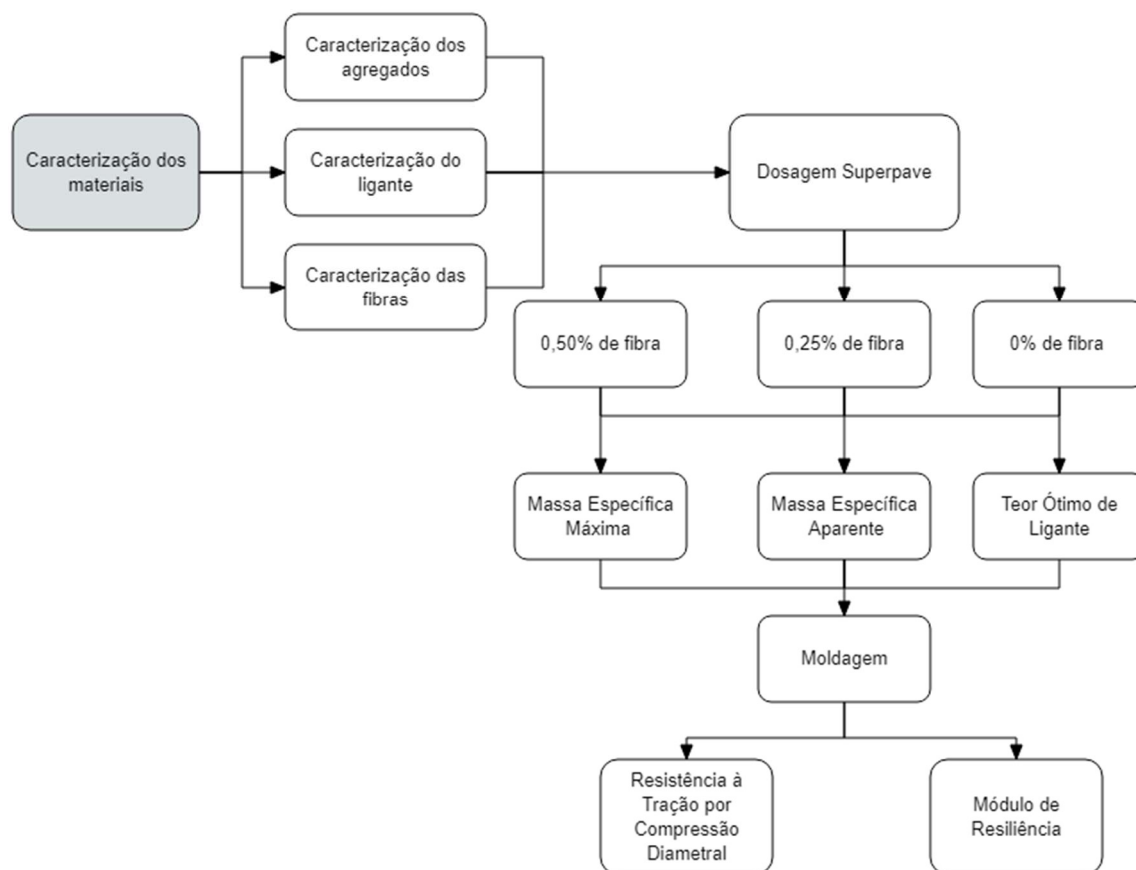 Caracterização dos
agregados
Caracterização dos
materiais
Caracterização do
ligante
Caracterização das
fibras
Dosagem Superpave
0,50% de fibra
0,25% de fibra
0% de fibra
Massa Específica
Máxima
Massa Específica
Aparente
Teor Ótimo de
Ligante
Moldagem
Resistência à
Tração por
Compressão
Diametral
Módulo de
Resiliência